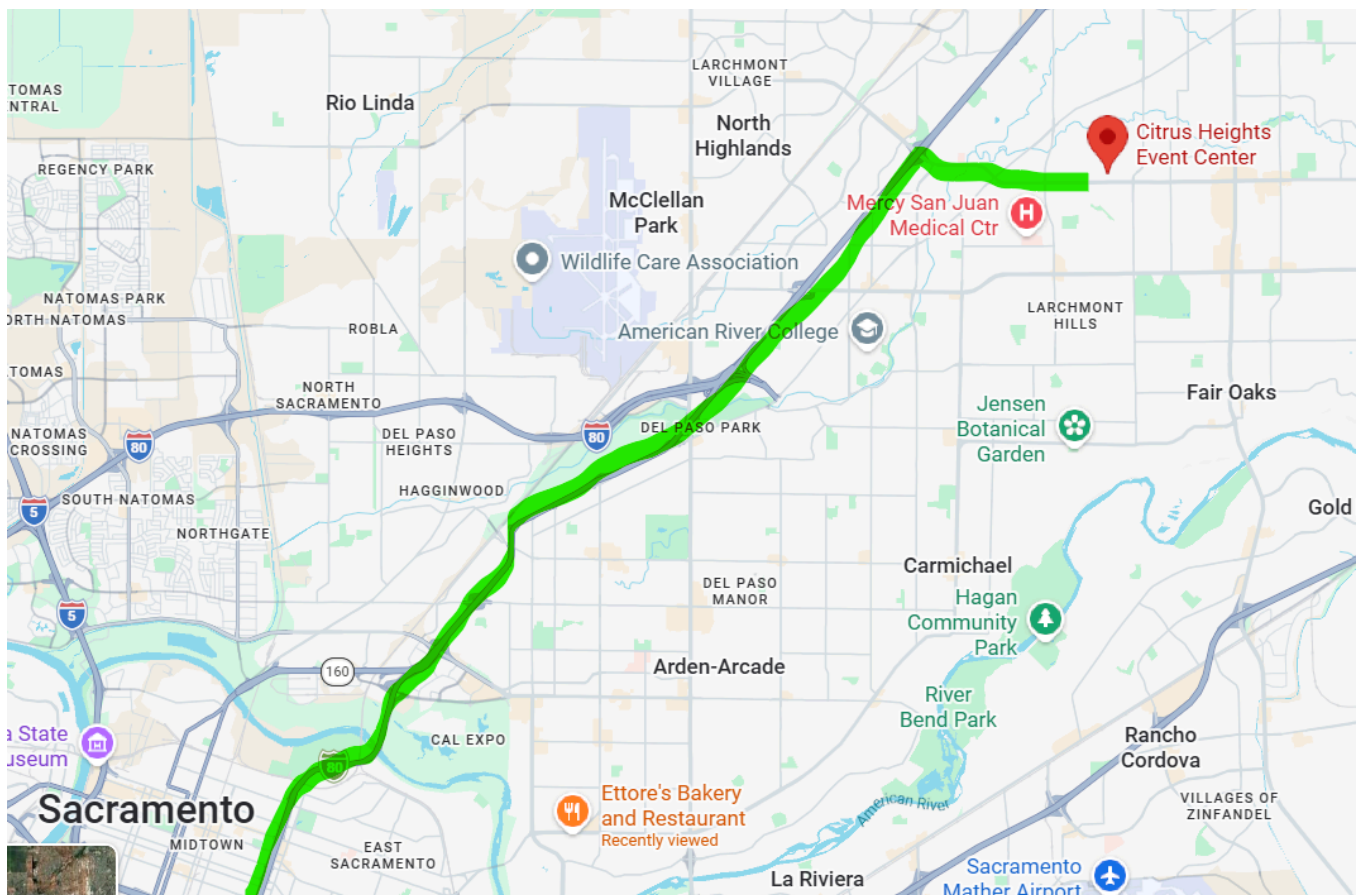 LARCHMONT
VILLAGE
TOMAS
ENTRAL
Rio Linda
North
Highlands
Citrus Heights
Event Center
REGENCY PARK
McClellan
Park
Mercy San Juan
Medical Ctr
H
Wildlife Care Association
NATOMAS PARK
ORTH NATOMAS
ROBLA
American River College
LARCHMONT
HILLS
TOMAS
NORTH
SACRAMENTO
Fair Oaks
NATOMAS
CROSSING
80
DEL PASO
HEIGHTS
80
DEL PASO PARK
Jensen
Botanical
Garden
HAGGINWOOD
SOUTH NATOMAS
5
NORTHGATE
Gold
Carmichael
DEL PASO
MANOR
Hagan
Community
Park
5
160
Arden-Arcade
River
Bend Park
a State
useum
CAL EXPO
80
Rancho
Cordova
Sacramento
MIDTOWN
EAST
SACRAMENTO
Ettore's Bakery
and Restaurant
Recently viewed
American River
VILLAGES OF
ZINFANDEL
La Riviera
Sacramento
Mather Airport